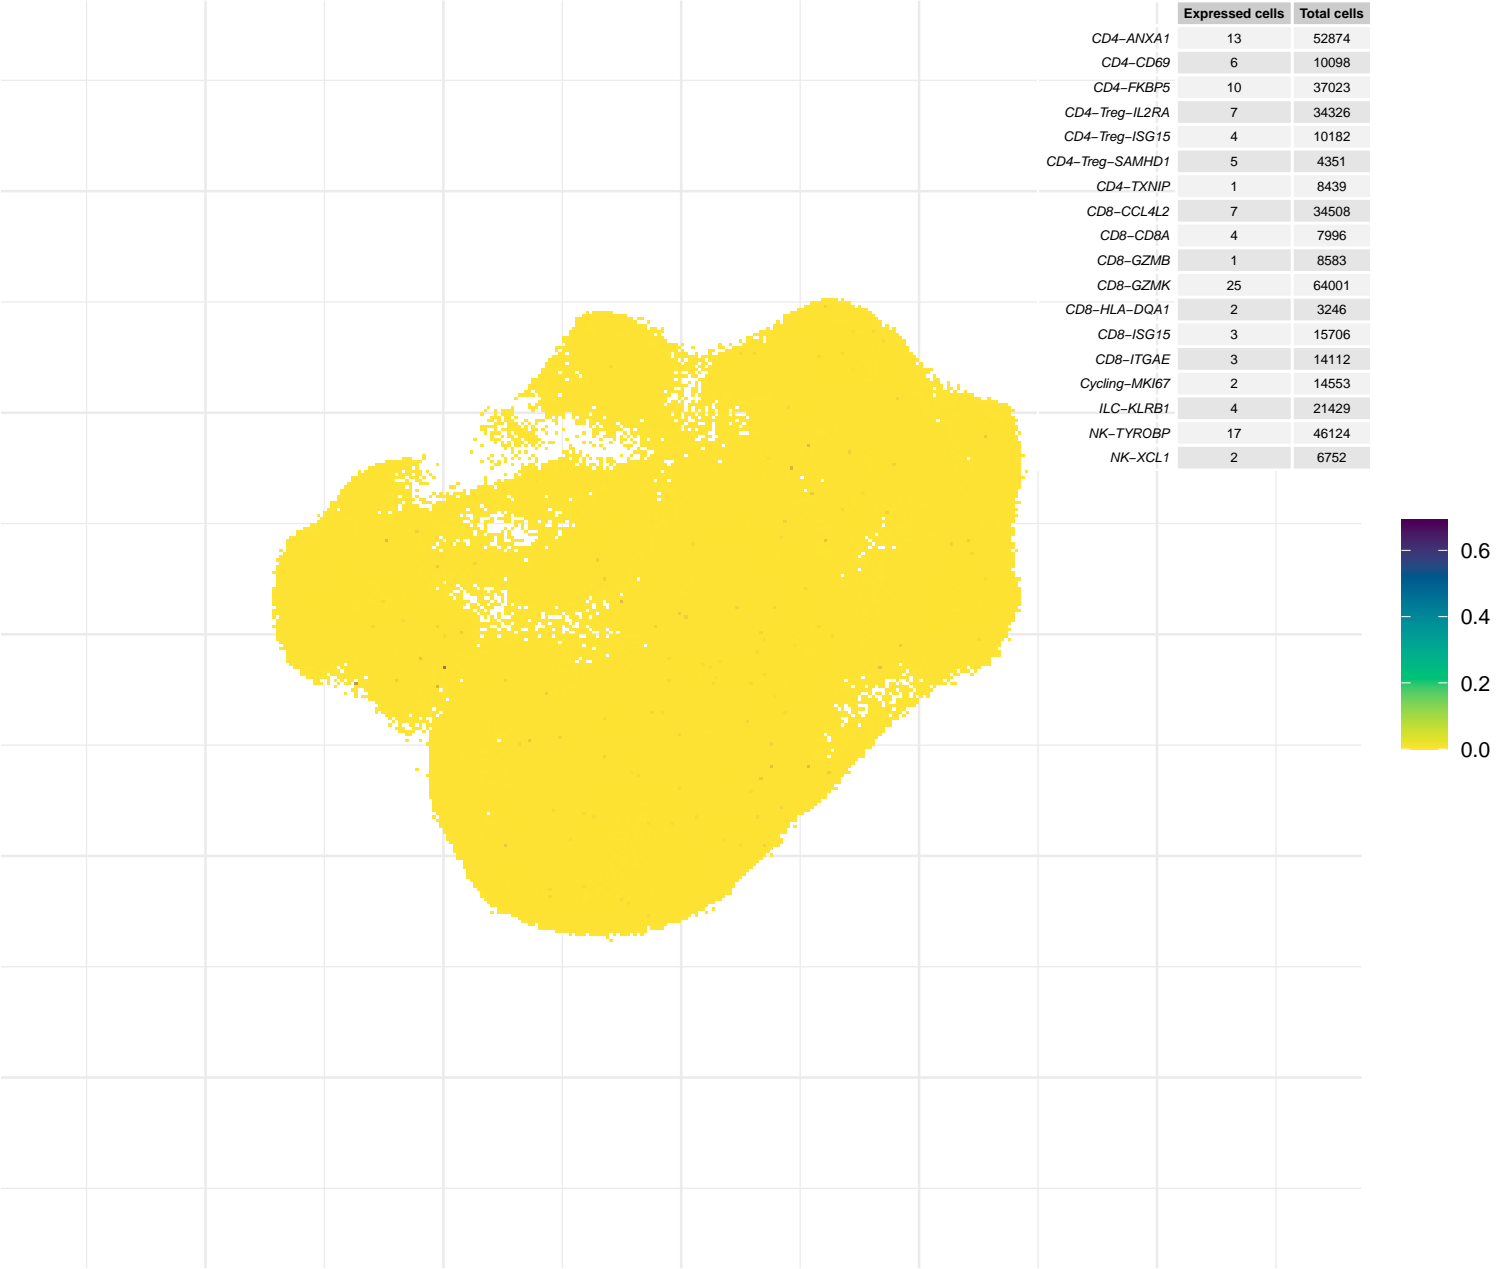 Expressed cells Total cells
CD4−ANXA1 13 52874
CD4−CD69 6 10098
CD4−FKBP5 10 37023
CD4−Treg−IL2RA 7 34326
CD4−Treg−ISG15 4 10182
CD4−Treg−SAMHD1 5 4351
CD4−TXNIP 1 8439
CD8−CCL4L2 7 34508
CD8−CD8A 4 7996
CD8−GZMB 1 8583
CD8−GZMK 25 64001
CD8−HLA−DQA1 2 3246
CD8−ISG15 3 15706
CD8−ITGAE 3 14112
Cycling−MKI67 2 14553
ILC−KLRB1 4 21429
NK−TYROBP 17 46124
NK−XCL1 2 6752
0.6
0.4
0.2
0.0